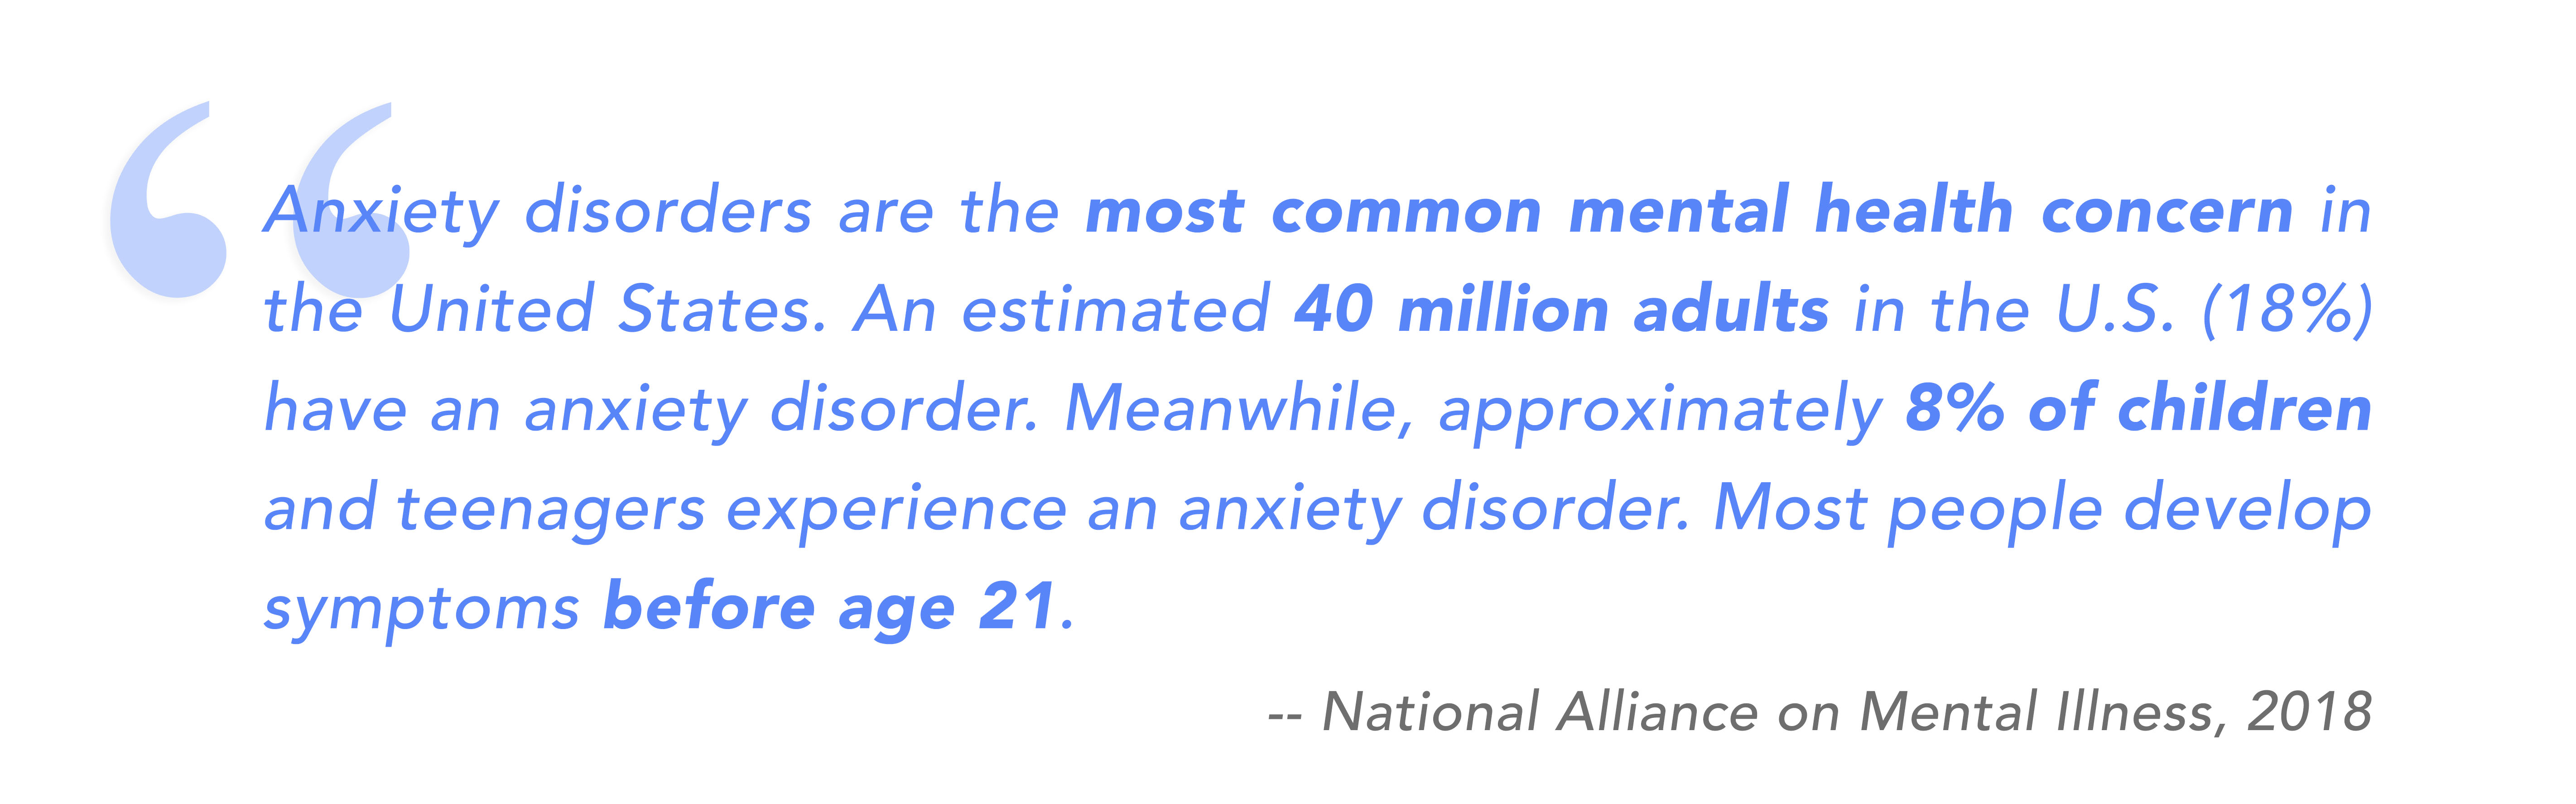 “
Anxiety disorders are the most common mental health concern in
the United States. An estimated 40 million adults in the U.S. (18%)
have an anxiety disorder. Meanwhile, approximately 8% of children
and teenagers experience an anxiety disorder. Most people develop
symptoms before age 21.
-- National Alliance on Mental Illness, 2018